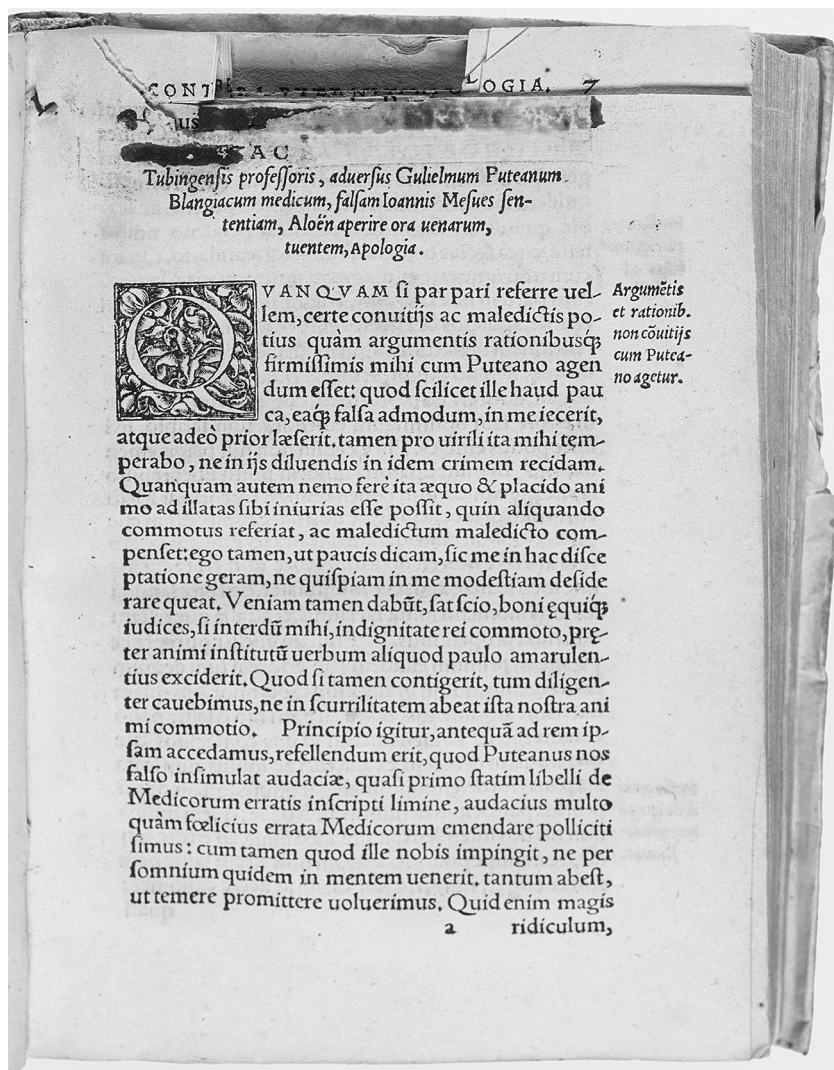 CONT OGIA. 7
US
AC
Tubingensis professoris, aduersus Gulielmum Puteanum
Blangiacum medicum, falsam Ioannis Mesues sen-
tentiam, Aloën aperire ora uenarum,
tuentem, Apologia.
QVANQVAM si par pari referre uel-
lem, certe conuitijs ac maledictis po-
tius quàm argumentis rationibusq́;
firmissimis mihi cum Puteano agen
dum esset: quod scilicet ille haud pau
ca, eaq́; falsa admodum, in me iecerit,
atque adeò prior læserit. tamen pro uirili ita mihi tem-
perabo, ne in ijs diluendis in idem crimem recidam.
Quanquam autem nemo ferè ita æquo & placido ani
mo ad illatas sibi iniurias esse possit, quin aliquando
commotus referiat, ac maledictum maledicto com-
penset: ego tamen, ut paucis dicam, sic me in hac disce
ptatione geram, ne quispiam in me modestiam deside
rare queat. Veniam tamen dabũt, sat scio, boni ęquiq́;
iudices, si interdũ mihi, indignitate rei commoto, prę-
ter animi institutũ uerbum aliquod paulo amarulen-
tius exciderit. Quod si tamen contigerit, tum diligen-
ter cauebimus, ne in scurrilitatem abeat ista nostra ani
mi commotio. Principio igitur, antequã ad rem ip-
sam accedamus, refellendum erit, quod Puteanus nos
falso insimulat audaciæ, quasi primo statim libelli de
Medicorum erratis inscripti limine, audacius multo
quàm fœlicius errata Medicorum emendare polliciti
simus: cum tamen quod ille nobis impingit, ne per
somnium quidem in mentem uenerit. tantum abest,
ut temere promittere uoluerimus. Quid enim magis
a ridiculum,
Argumẽtis
et rationib.
non cõuitijs
cum Putea-
no agetur.